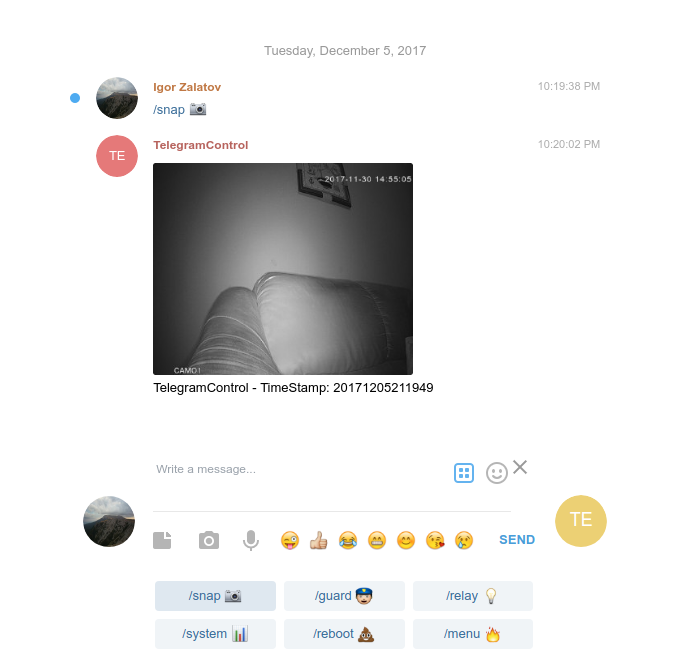 Tuesday, December 5, 2017
Igor Zalatov 10:19:38 PM
/snap 📷
TE TelegramControl 10:20:02 PM
2017-11-30 14:55:05
CAM01
TelegramControl - TimeStamp: 20171205211949
Write a message...
TE
SEND
/snap 📷 /guard 👮 /relay 💡
/system 📊 /reboot 💩 /menu 🔥